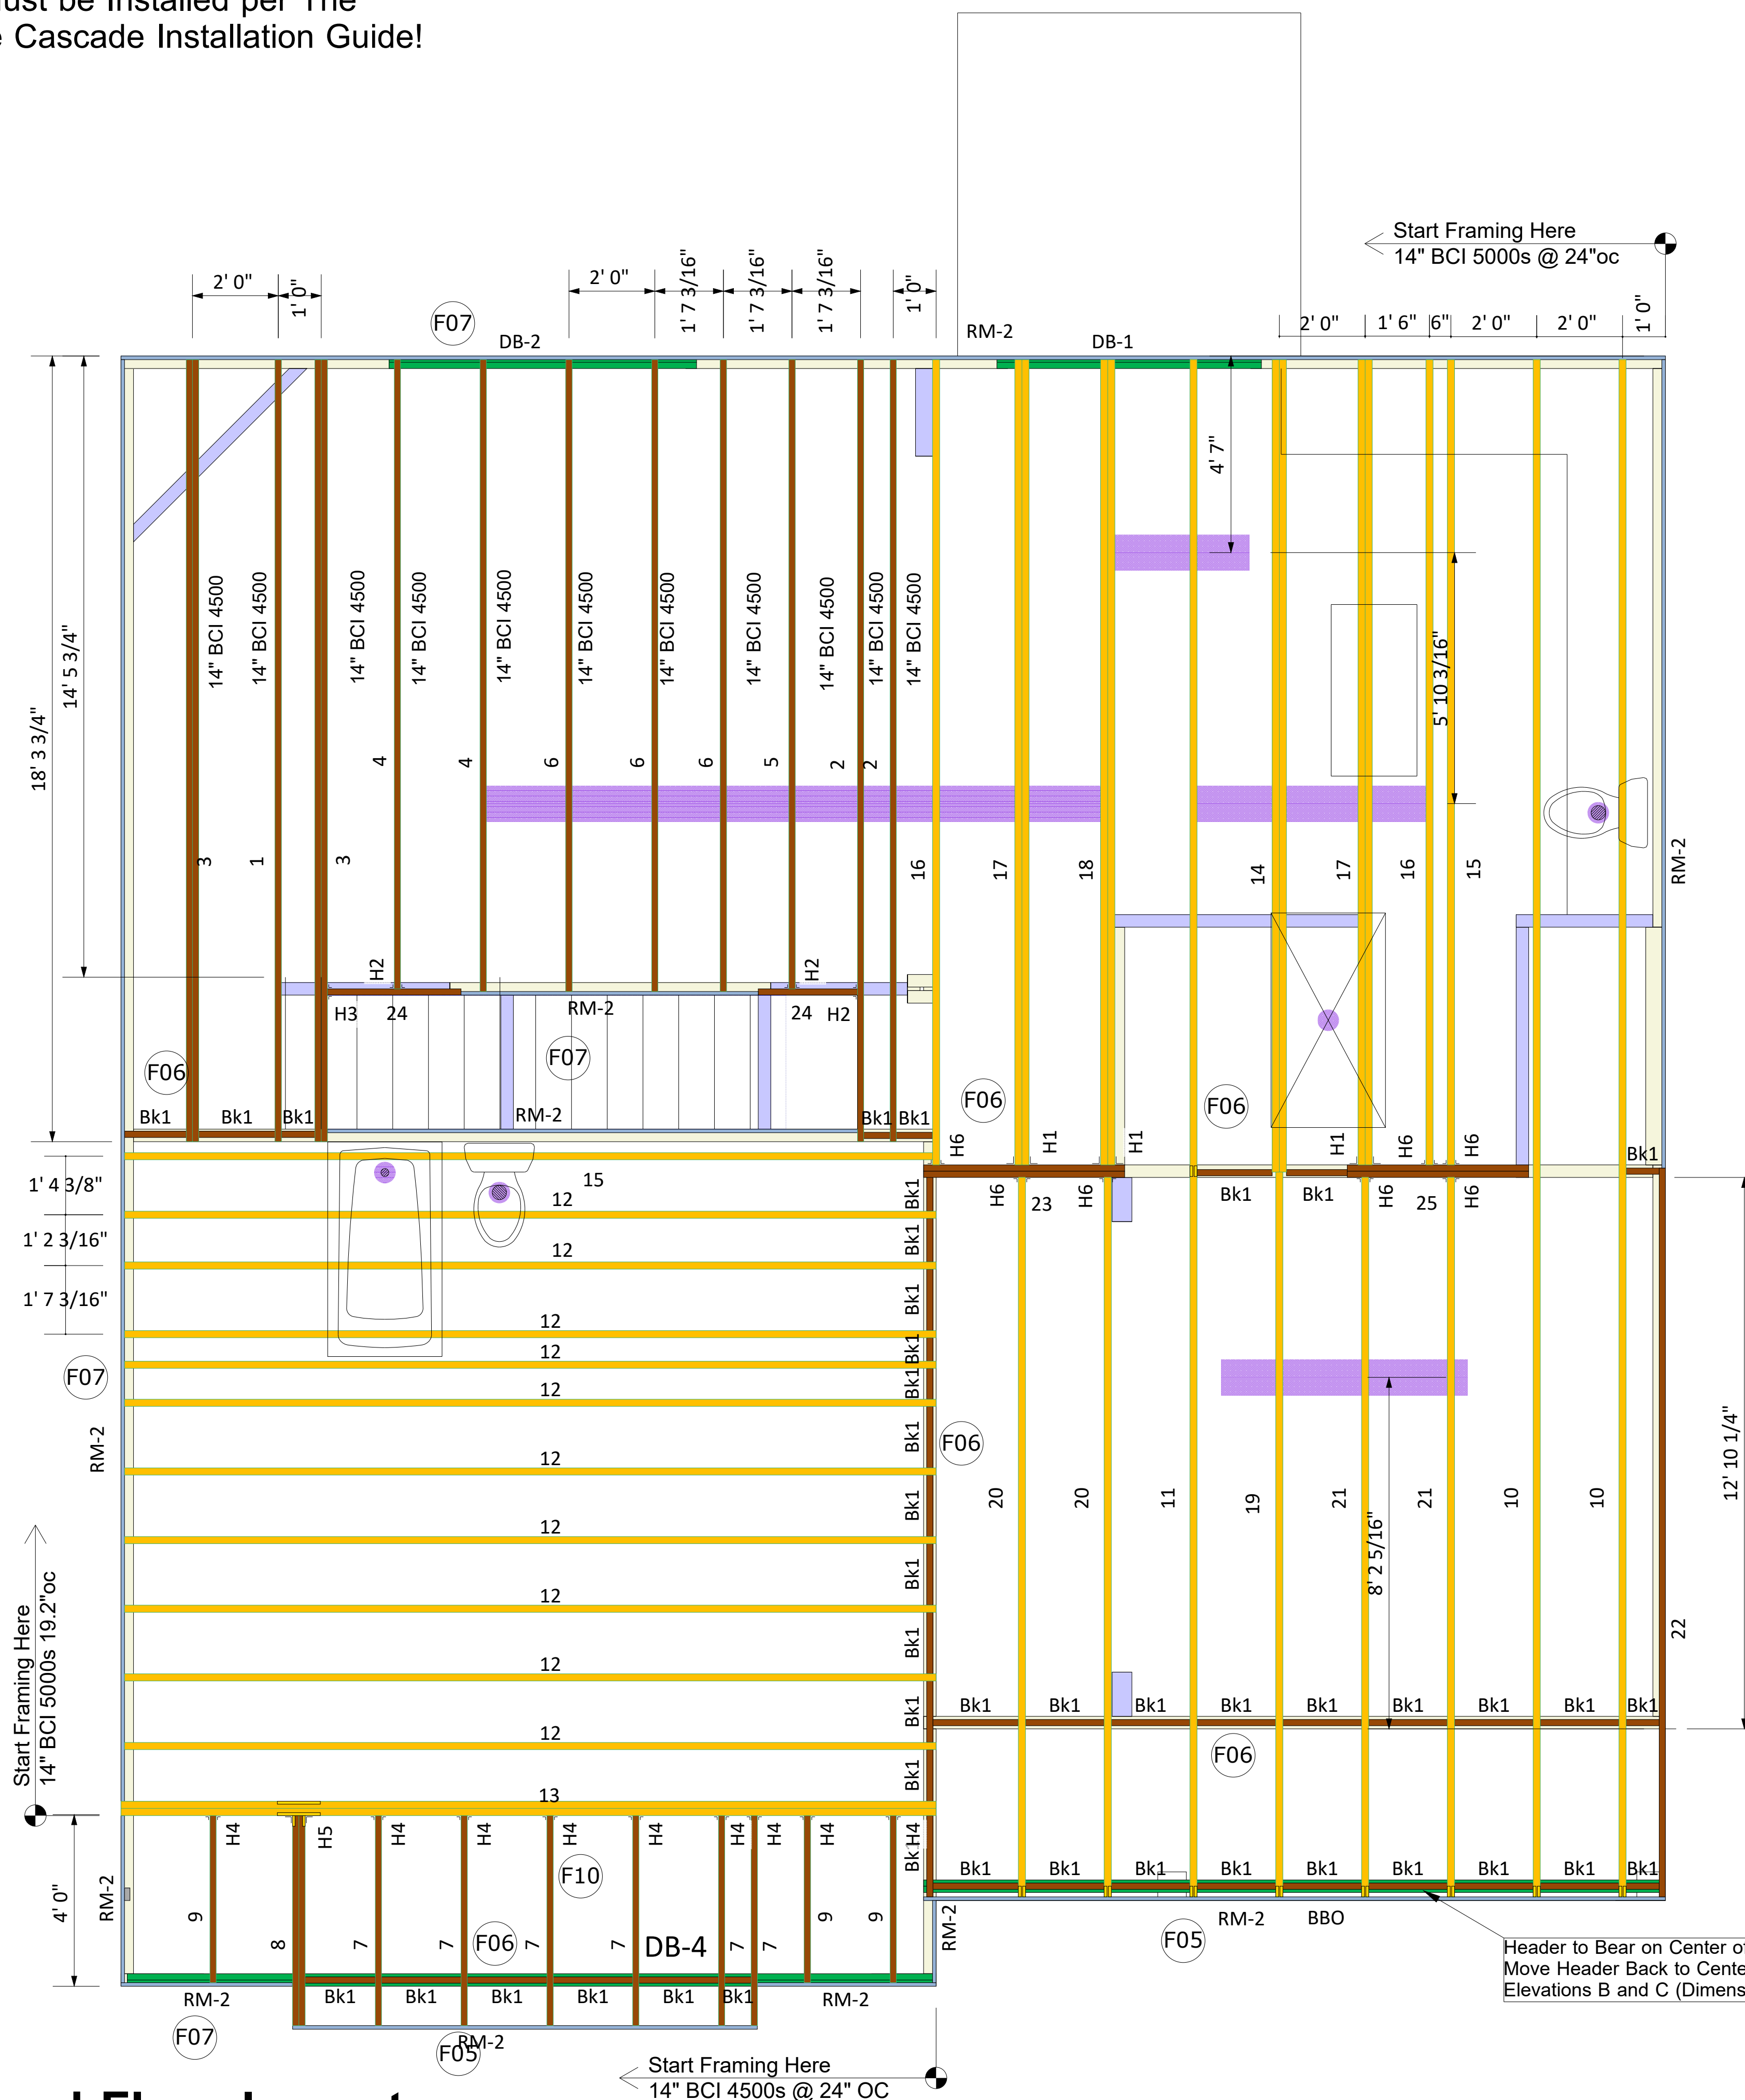 ust be Installed per The
e Cascade Installation Guide!
Start Framing Here
14" BCI 5000s @ 24"oc
2' 0"
1' 0"
2' 0"
1' 7 3/16"
1' 7 3/16"
1' 7 3/16"
1' 0"
2' 0"
1' 6"
6"
2' 0"
2' 0"
1' 0"
F07
DB-2
RM-2
DB-1
4' 7"
18' 3 3/4"
14' 5 3/4"
14" BCI 4500
14" BCI 4500
14" BCI 4500
14" BCI 4500
14" BCI 4500
14" BCI 4500
14" BCI 4500
14" BCI 4500
14" BCI 4500
14" BCI 4500
14" BCI 4500
5' 10 3/16"
4
4
6
6
6
5
2
2
3
1
3
16
17
18
14
17
16
15
RM-2
H2
H2
H3
24
RM-2
24
H2
F06
F07
F06
F06
Bk1
Bk1
Bk1
RM-2
Bk1
Bk1
H6
H1
H1
H1
H6
H6
Bk1
1' 4 3/8"
15
12
Bk1
H6
23
H6
Bk1
Bk1
H6
25
H6
1' 2 3/16"
12
Bk1
1' 7 3/16"
Bk1
12
12
Bk1
F07
12
Bk1
RM-2
12
Bk1
F06
12
Bk1
20
20
11
19
21
21
10
10
12' 10 1/4"
8' 2 5/16"
12
Bk1
Start Framing Here
14" BCI 5000s 19.2"oc
12
Bk1
22
12
Bk1
Bk1
Bk1
Bk1
Bk1
Bk1
Bk1
Bk1
Bk1
Bk1
F06
13
Bk1
H4
H5
H4
H4
H4
H4
H4
H4
H4
H4
Bk1
F10
Bk1
Bk1
Bk1
Bk1
Bk1
Bk1
Bk1
Bk1
Bk1
4' 0"
RM-2
9
8
7
7
F06
7
7
DB-4
7
7
9
9
RM-2
F05
RM-2
BBO
Header to Bear on Center of
Move Header Back to Cente
Elevations B and C (Dimens
RM-2
Bk1
Bk1
Bk1
Bk1
Bk1
Bk1
RM-2
F07
F05
RM-2
Start Framing Here
14" BCI 4500s @ 24" OC